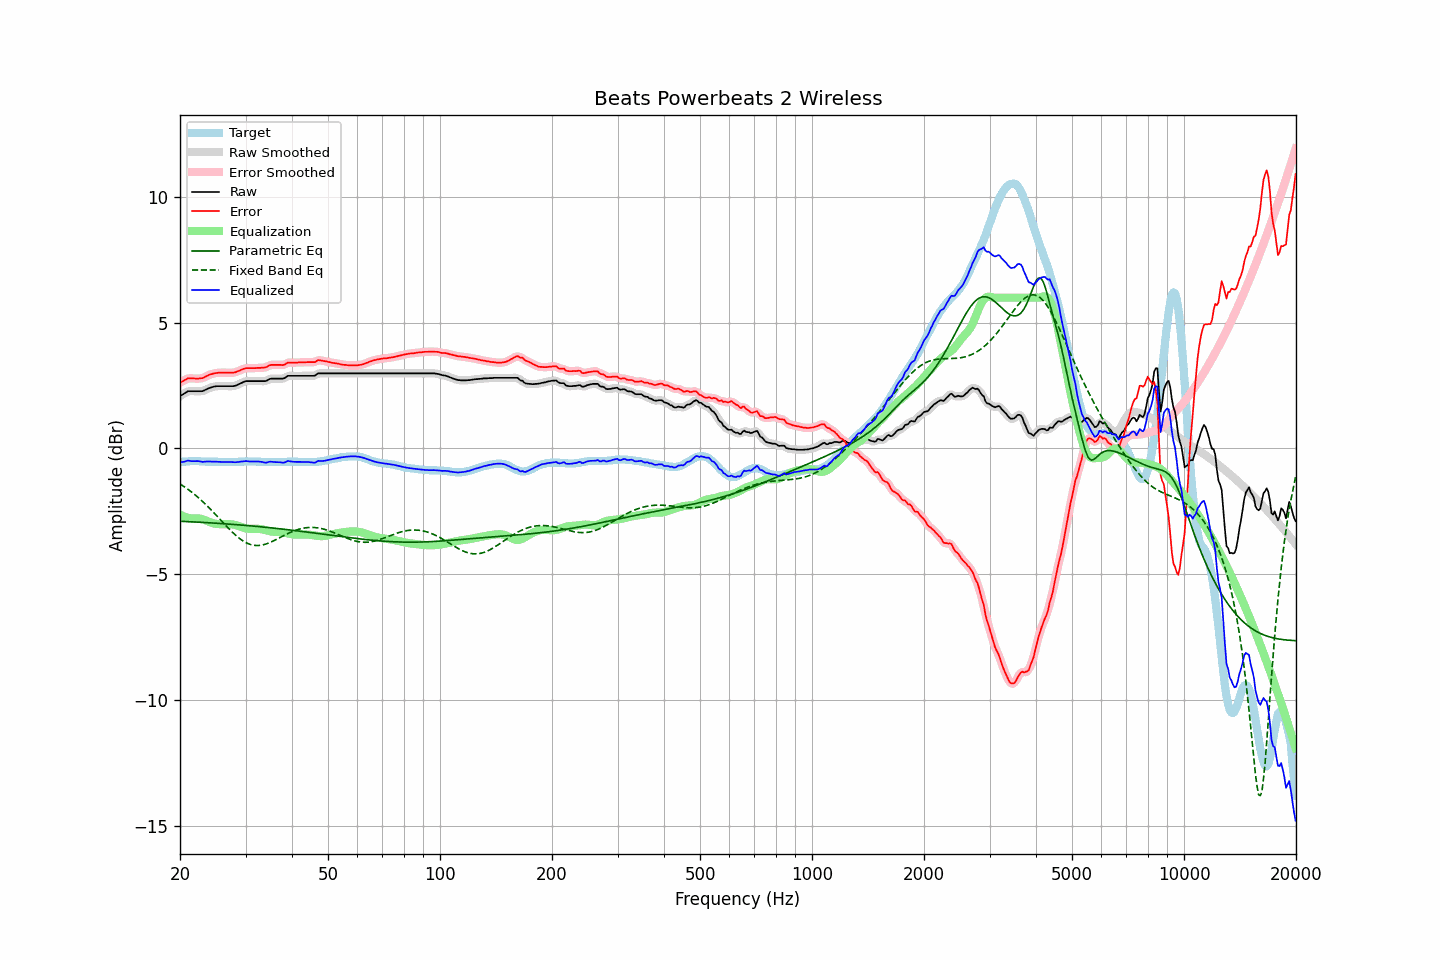 Beats Powerbeats 2 Wireless
Target
Raw Smoothed
Error Smoothed
Raw
Error
Equalization
Parametric Eq
Fixed Band Eq
Equalized
Amplitude (dBr)
10
5
0
−5
−10
−15
20
50
100
200
500
1000
2000
5000
10000
20000
Frequency (Hz)